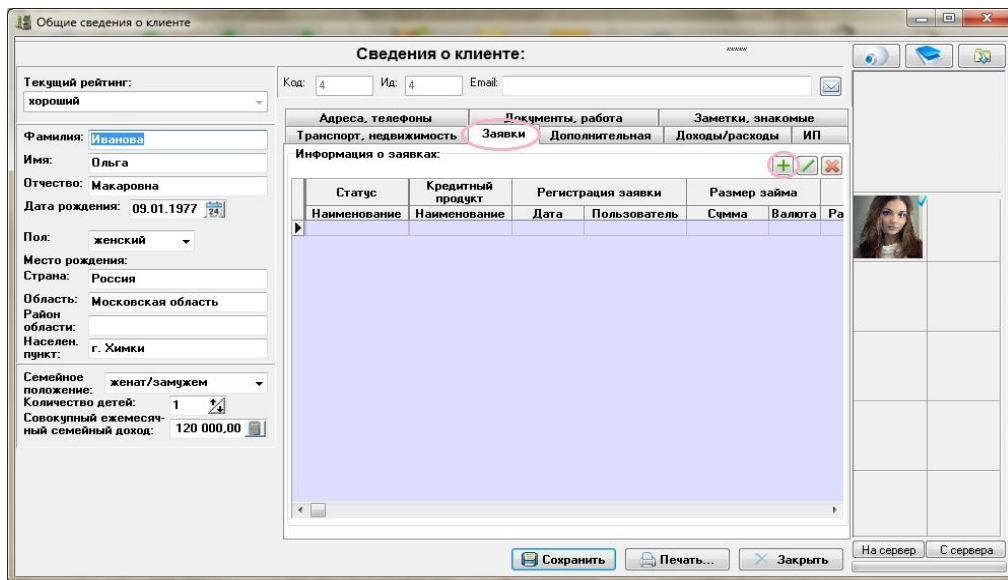 Общие сведения о клиенте
Сведения о клиенте:
Текущий рейтинг:
хороший
Код: 4 Ид: 4 Email:
Адреса, телефоны Документы, работа Заметки, знакомые
Транспорт, недвижимость Заявки Дополнительная Доходы/расходы ИП
Фамилия: Иванова
Имя: Ольга
Отчество: Макаровна
Дата рождения: 09.01.1977 24
Пол: женский
Место рождения:
Страна: Россия
Область: Московская область
Район
области:
Населен.
пункт: г. Химки
Семейное
положение: женат/замужем
Количество детей: 1
Совокупный ежемесяч-
ный семейный доход: 120 000,00
Информация о заявках:
Статус Кредитный продукт Регистрация заявки Размер займа
Наименование Наименование Дата Пользователь Сумма Валюта Ра
Сохранить Печать... Закрыть
На сервер С сервера